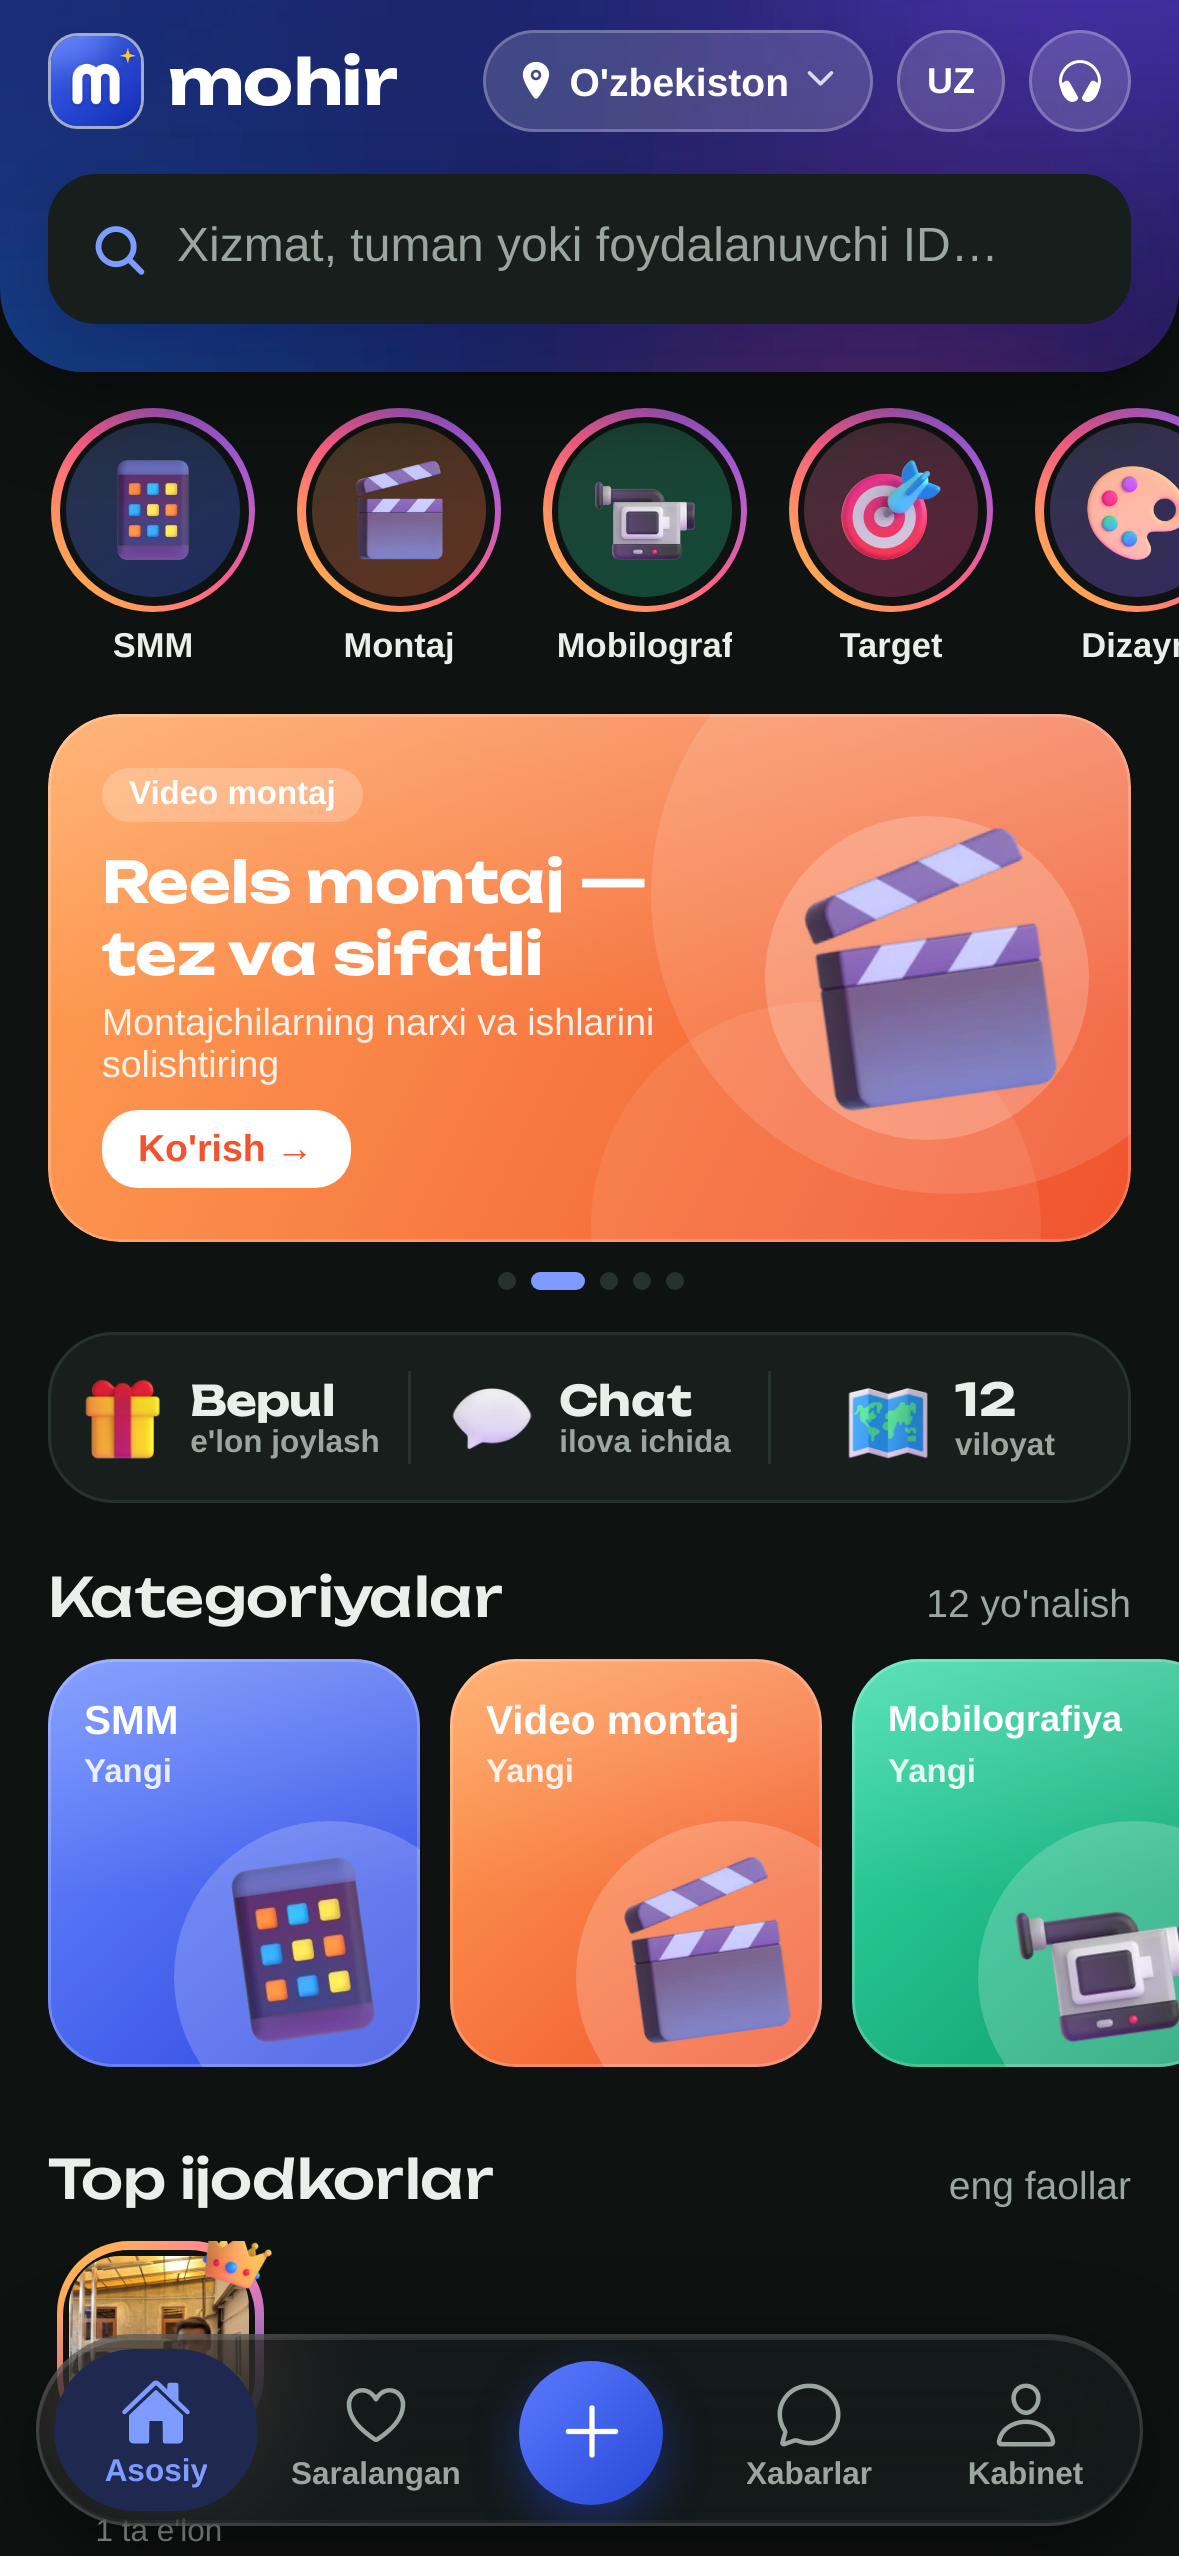 mohir
O'zbekiston
UZ
Xizmat, tuman yoki foydalanuvchi ID...
SMM
Montaj
Mobilograf
Target
Video montaj
Reels montaj —
tez va sifatli
Montajchilarning narxi va ishlarini
solishtiring
Ko'rish →
Bepul
e'lon joylash
Chat
ilova ichida
12
viloyat
Kategoriyalar
12 yo'nalish
SMM
Yangi
Video montaj
Yangi
Mobilografiya
Yangi
Top ijodkorlar
eng faollar
Asosiy
Saralangan
Xabarlar
Kabinet
1 ta e'lon